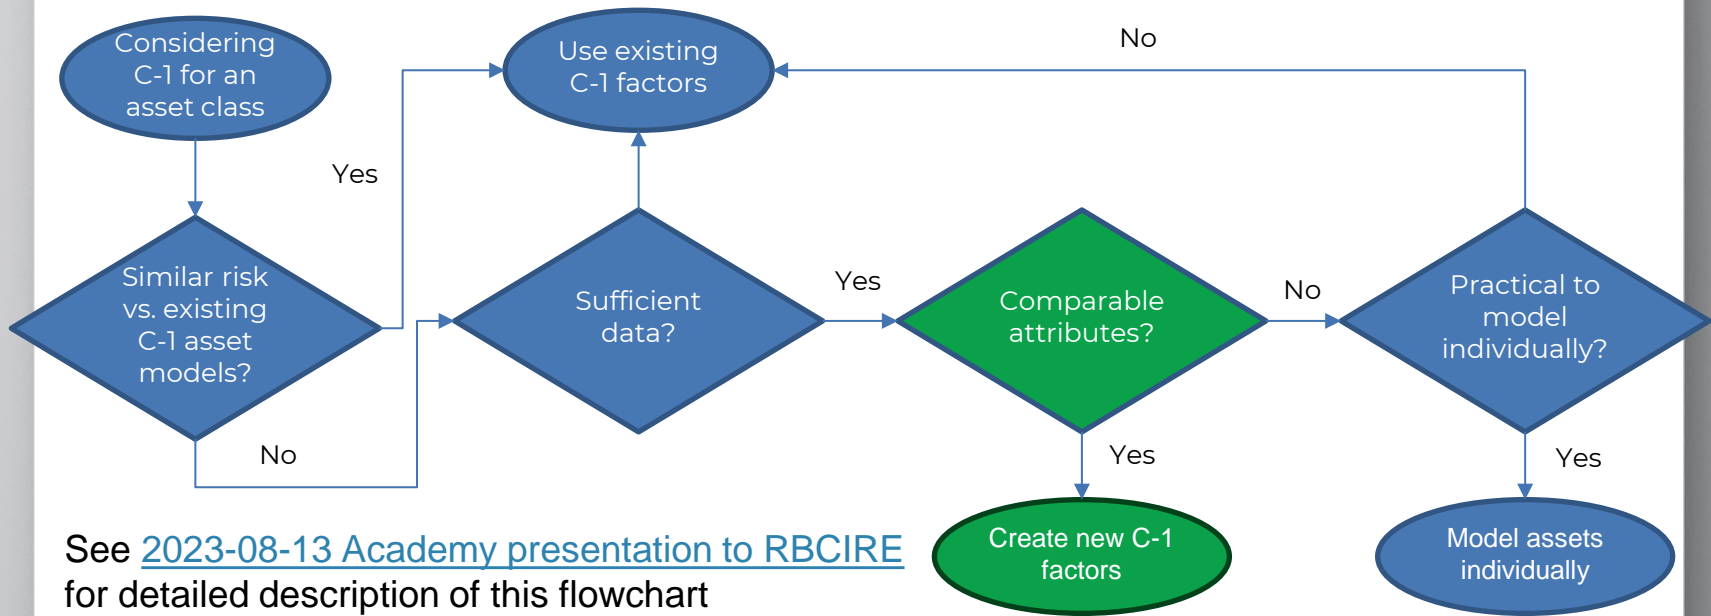 Considering
C-1 for an
asset class
Use existing
C-1 factors
No
Yes
Similar risk
vs. existing
C-1 asset
models?
Sufficient
data?
Yes
Comparable
attributes?
No
Practical to
model
individually?
No
Yes
Yes
Create new C-1
factors
Model assets
individually
See 2023-08-13 Academy presentation to RBCIRE
for detailed description of this flowchart